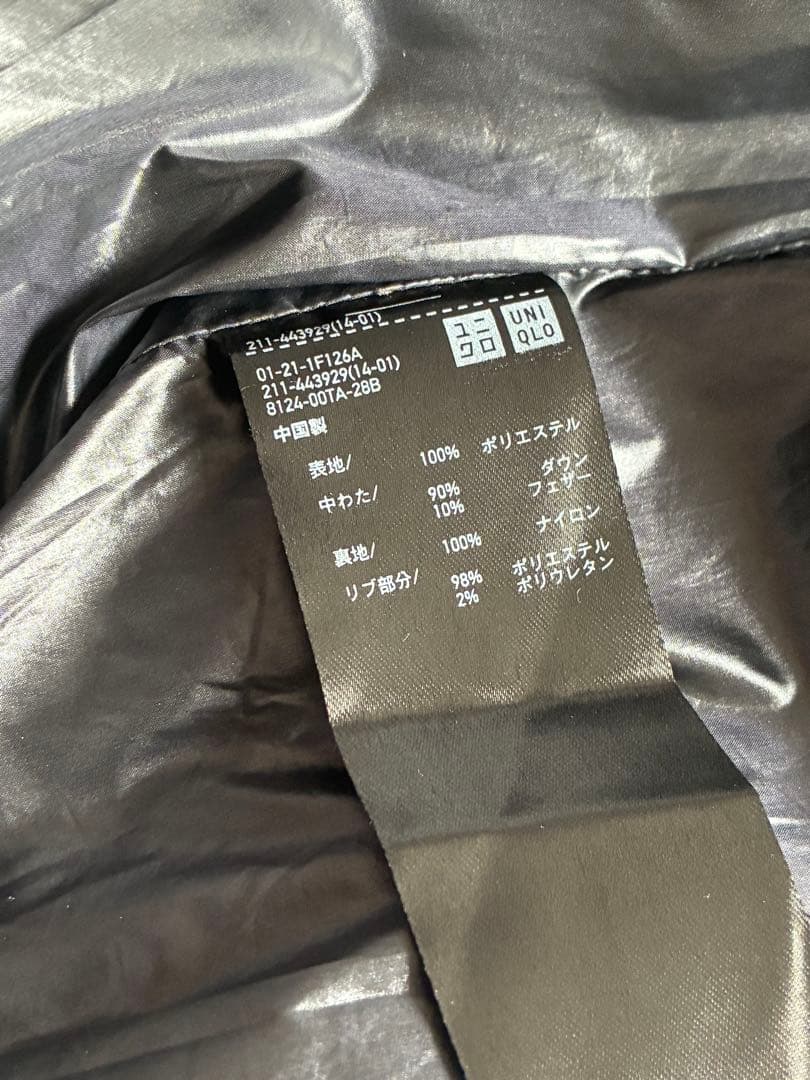 211-443929(14-01)
ユニ
クロ
UNI
QLO
01-21-1F126A
211-443929(14-01)
8124-00TA-28B
中国製
表地/ 100% ポリエステル
中わた/ 90% ダウン
10% フェザー
裏地/ 100% ナイロン
リブ部分/ 98% ポリエステル
2% ポリウレタン